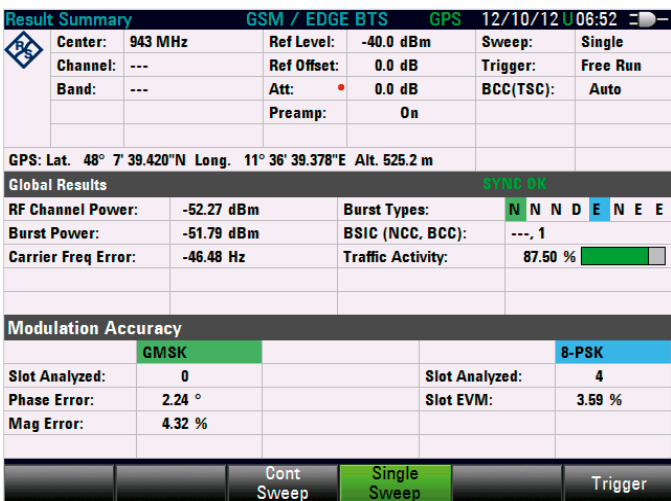 Result Summary GSM / EDGE BTS GPS 12/10/12 U 06:52
R&S Center: 943 MHz Ref Level: -40.0 dBm Sweep: Single
Channel: --- Ref Offset: 0.0 dB Trigger: Free Run
Band: --- Att: 0.0 dB BCC(TSC): Auto
Preamp: On
GPS: Lat. 48° 7' 39.420"N Long. 11° 36' 39.378"E Alt. 525.2 m
Global Results SYNC OK
RF Channel Power: -52.27 dBm Burst Types: N N N D E N E E
Burst Power: -51.79 dBm BSIC (NCC, BCC): ---, 1
Carrier Freq Error: -46.48 Hz Traffic Activity: 87.50 %
Modulation Accuracy
GMSK 8-PSK
Slot Analyzed: 0 Slot Analyzed: 4
Phase Error: 2.24 ° Slot EVM: 3.59 %
Mag Error: 4.32 %
Cont Sweep Single Sweep Trigger